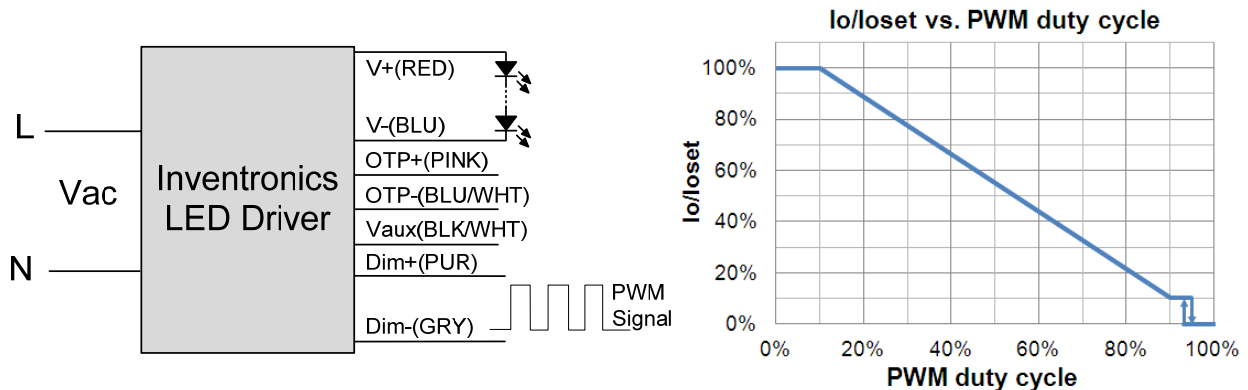 L
Vac
N
Inventronics
LED Driver
V+(RED)
V-(BLU)
OTP+(PINK)
OTP-(BLU/WHT)
Vaux(BLK/WHT)
Dim+(PUR)
Dim-(GRY)
PWM
Signal
Io/Ioset vs. PWM duty cycle
Io/Ioset
100%
80%
60%
40%
20%
0%
0%
20%
40%
60%
80%
100%
PWM duty cycle